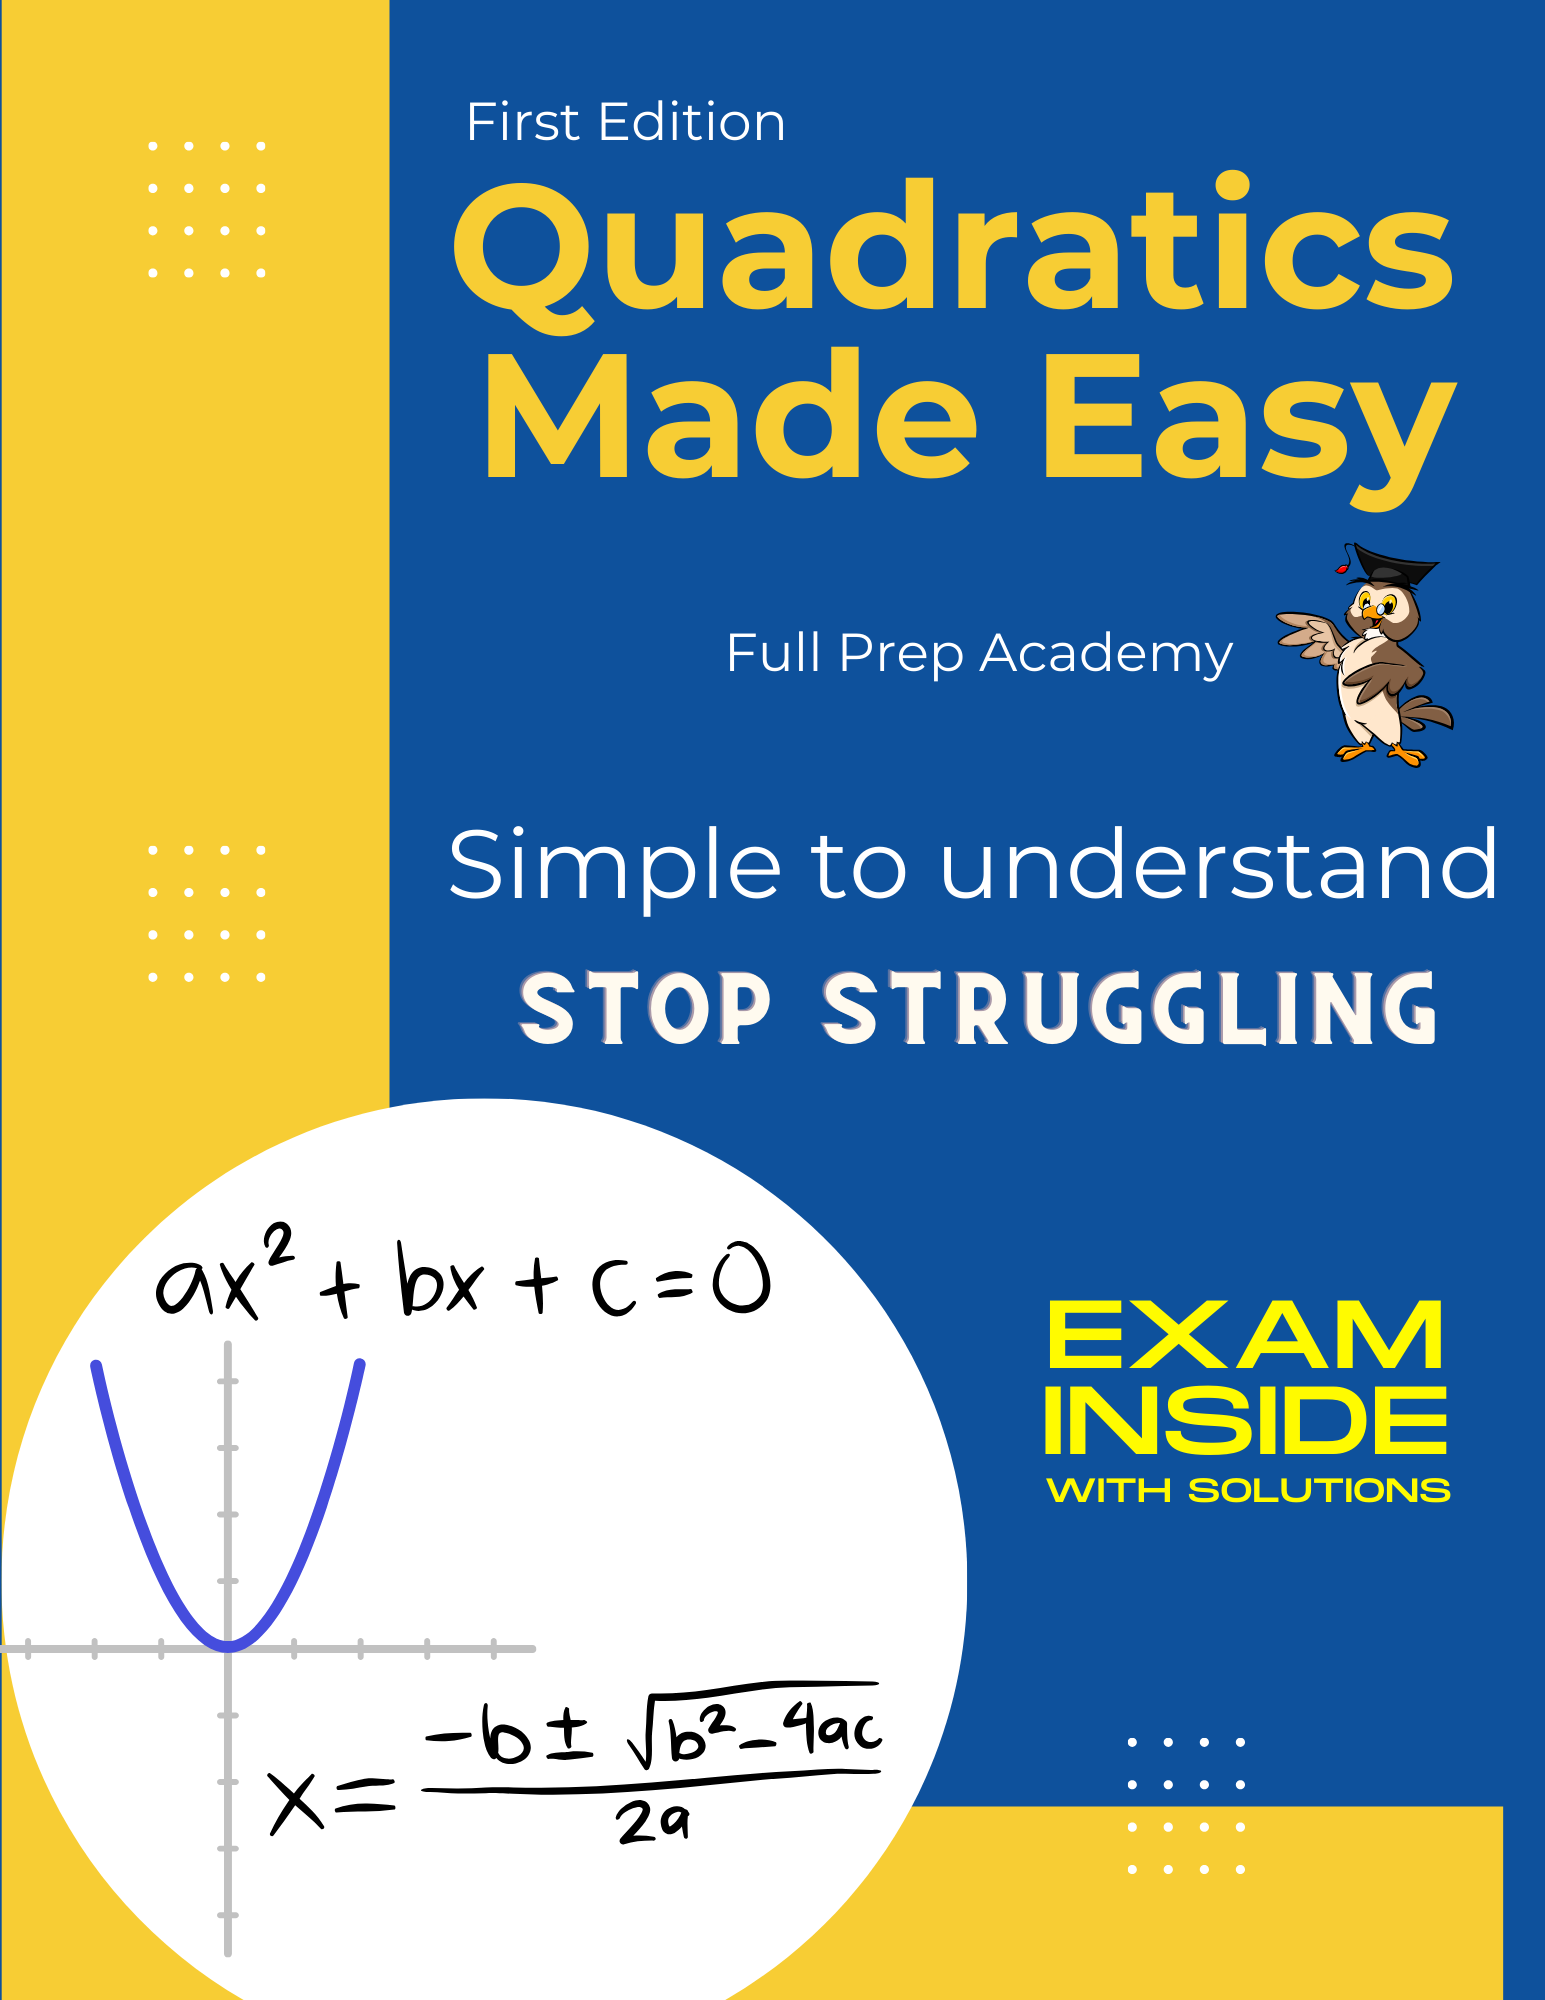 First Edition
Quadratics
Made Easy
Full Prep Academy
Simple to understand
STOP STRUGGLING
ax² + bx + c = 0
EXAM
INSIDE
WITH SOLUTIONS
x = (-b ± √(b² - 4ac)) / 2a